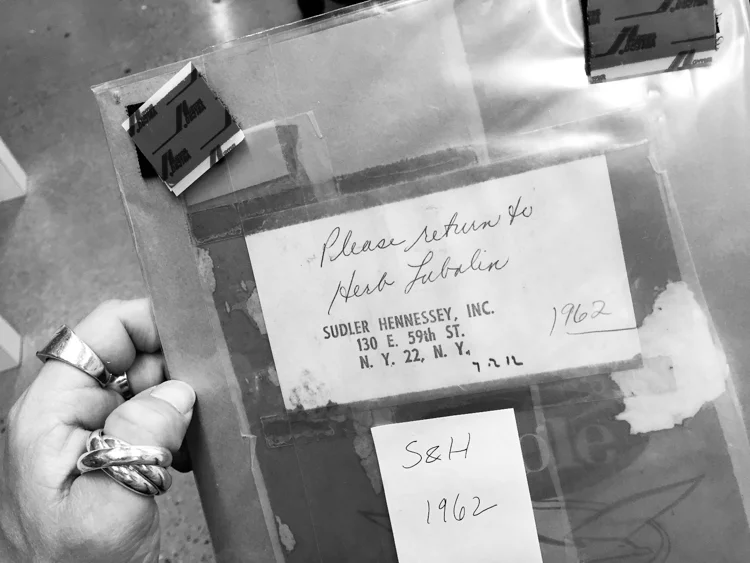 Please return to
Herb Lubalin
SUDLER HENNESSEY, INC.
130 E. 59th ST.
N. Y. 22, N. Y.
1962
S&H
1962